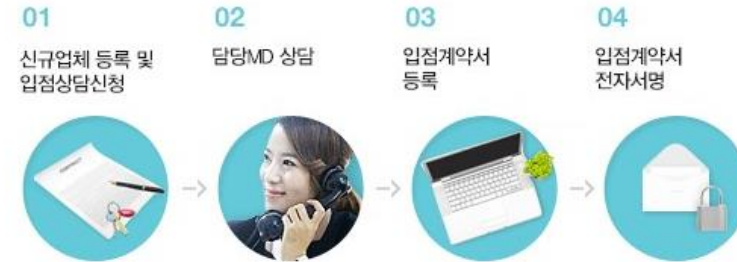 01
신규업체 등록 및
입점상담신청
02
담당MD 상담
03
입점계약서
등록
04
입점계약서
전자서명
CONTRACT